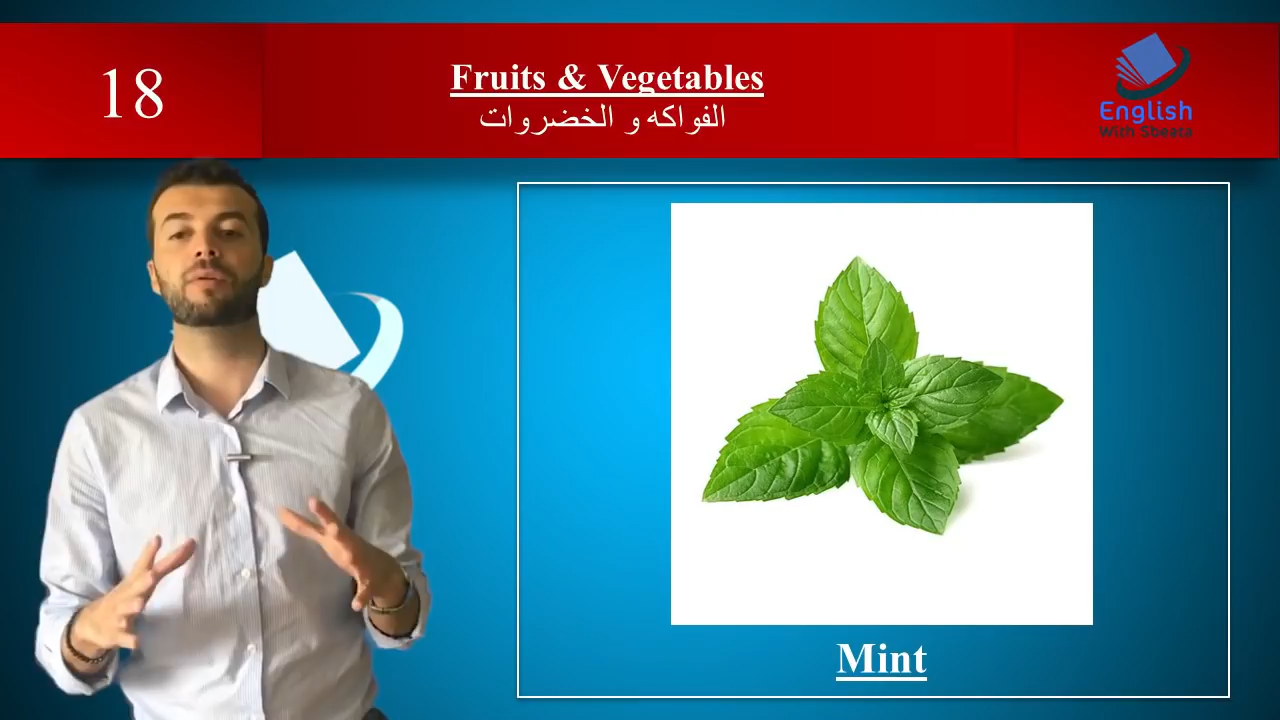 18
Fruits & Vegetables
الفواكه و الخضروات
English
With Sbeata
Mint